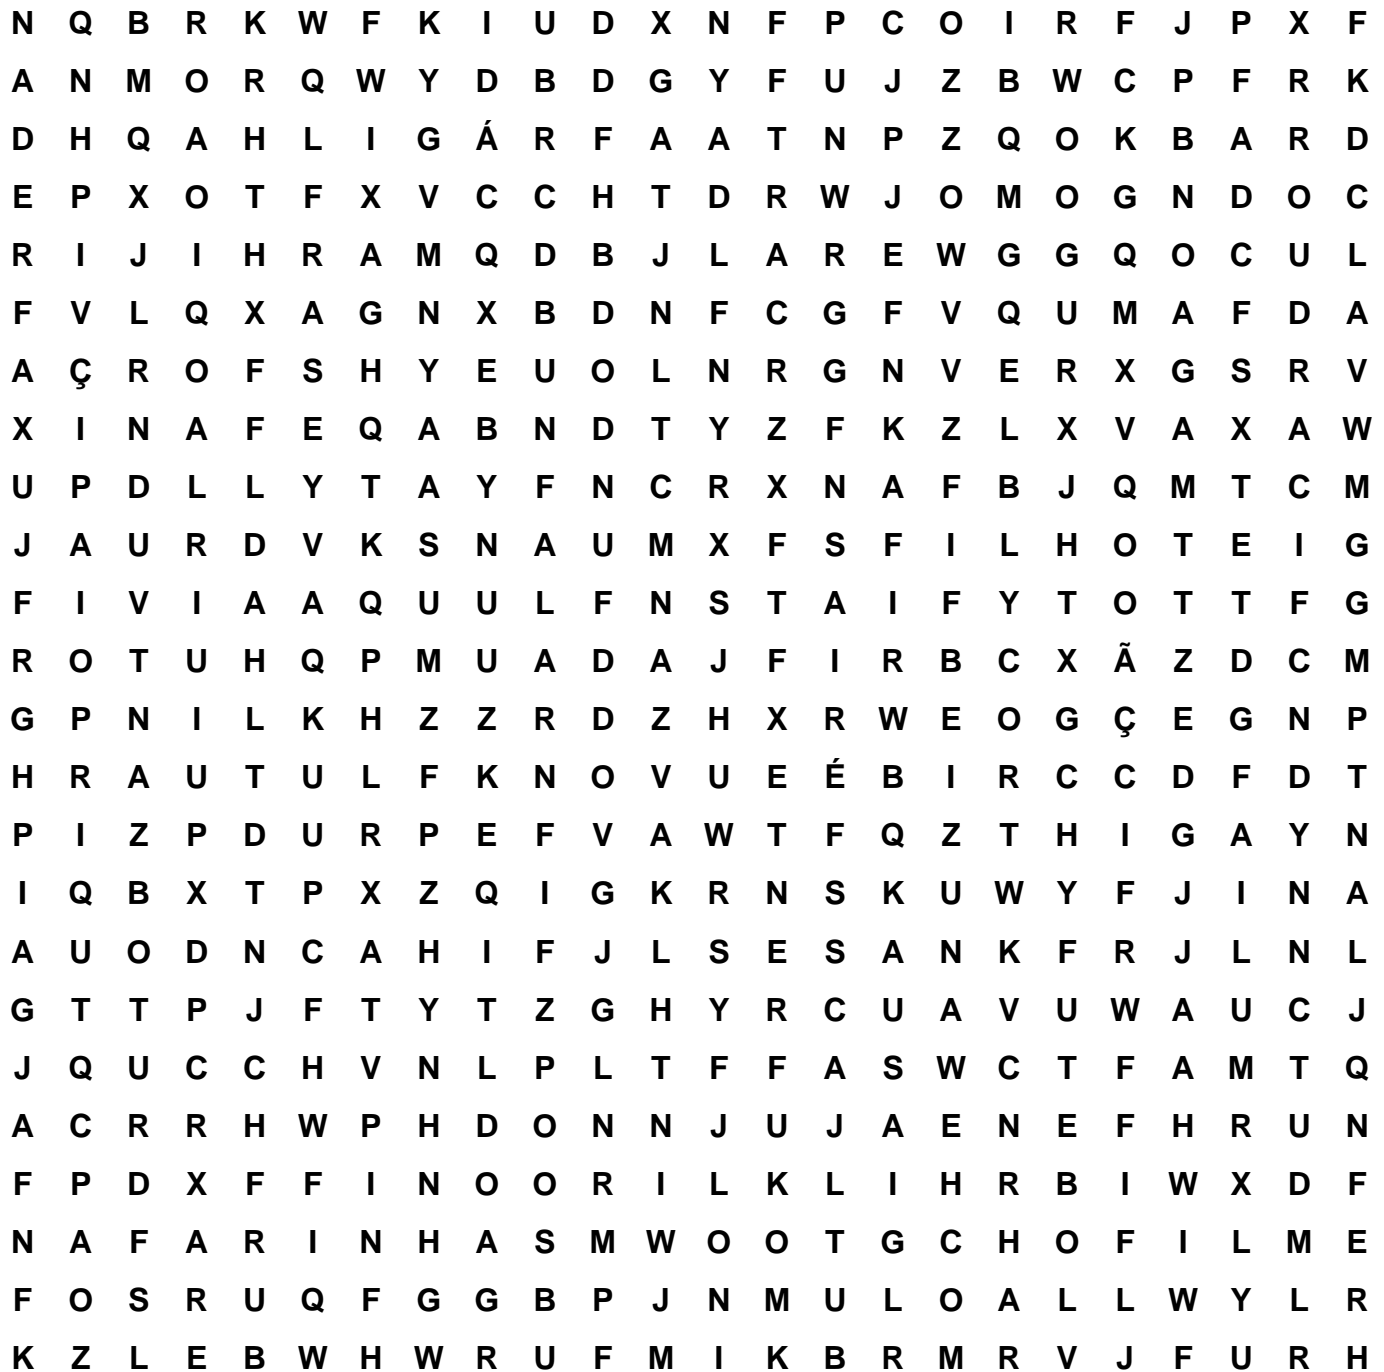 N Q B R K W F K I U D X N F P C O I R F J P X F
A N M O R Q W Y D B D G Y F U J Z B W C P F R K
D H Q A H L I G Á R F A A T N P Z Q O K B A R D
E P X O T F X V C C H T D R W J O M O G N D O C
R I J I H R A M Q D B J L A R E W G G Q O C U L
F V L Q X A G N X B D N F C G F V Q U M A F D A
A Ç R O F S H Y E U O L N R G N V E R X G S R V
X I N A F E Q A B N D T Y Z F K Z L X V A X A W
U P D L L Y T A Y F N C R X N A F B J Q M T C M
J A U R D V K S N A U M X F S F I L H O T E I G
F I V I A A Q U U L F N S T A I F Y T O T T F G
R O T U H Q P M U A D A J F I R B C X Ã Z D C M
G P N I L K H Z Z R D Z H X R W E O G Ç E G N P
H R A U T U L F K N O V U E É B I R C C D F D T
P I Z P D U R P E F V A W T F Q Z T H I G A Y N
I Q B X T P X Z Q I G K R N S K U W Y F J I N A
A U O D N C A H I F J L S E S A N K F R J L N L
G T T P J F T Y T Z G H Y R C U A V U W A U C J
J Q U C C H V N L P L T F F A S W C T F A M T Q
A C R R H W P H D O N N J U J A E N E F H R U N
F P D X F F I N O O R I L K L I H R B I W X D F
N A F A R I N H A S M W O O T G C H O F I L M E
F O S R U Q F G G B P J N M U L O A L L W Y L R
K Z L E B W H W R U F M I K B R M R V J F U R H